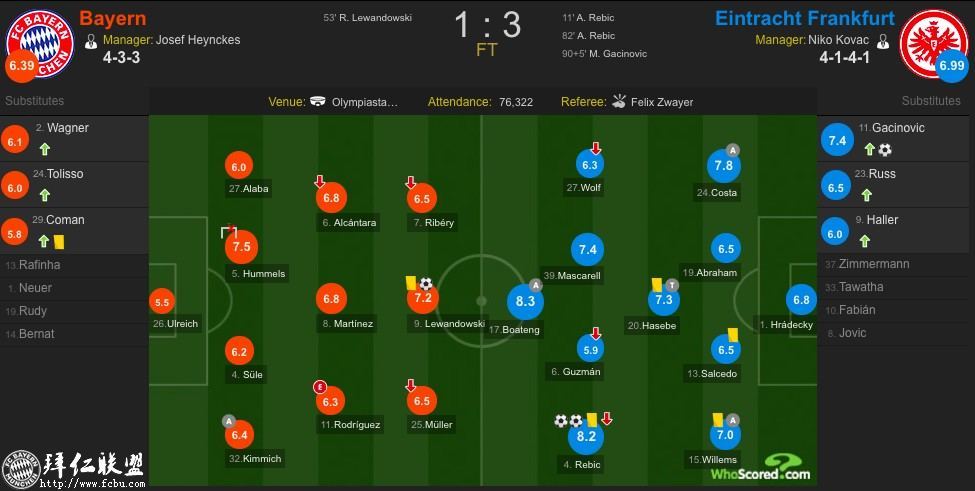 Bayern
Manager: Josef Heynckes
4-3-3
6.39
53' R. Lewandowski
1 : 3
FT
11' A. Rebic
82' A. Rebic
90+5' M. Gacinovic
Eintracht Frankfurt
Manager: Niko Kovac
4-1-4-1
6.99
Substitutes
Venue: Olympiasta... Attendance: 76,322 Referee: Felix Zwayer
Substitutes
6.1 2. Wagner
6.0 24. Tolisso
5.8 29. Coman
13. Rafinha
1. Neuer
19. Rudy
14. Bernat
5.5
26. Ulreich
6.0
27. Alaba
7.5
5. Hummels
6.2
4. Süle
A
6.4
32. Kimmich
6.8
6. Alcántara
6.8
8. Martínez
E
6.3
11. Rodríguez
6.5
7. Ribéry
7.2
9. Lewandowski
6.5
25. Müller
A
8.3
17. Boateng
6.3
27. Wolf
7.4
39. Mascarell
5.9
6. Guzmán
8.2
4. Rebic
T
7.3
20. Hasebe
A
7.8
24. Costa
6.5
19. Abraham
6.5
13. Salcedo
A
7.0
15. Willems
6.8
1. Hrádecky
7.4 11. Gacinovic
6.5 23. Russ
6.0 9. Haller
37. Zimmermann
33. Tawatha
10. Fabián
8. Jovic
WhoScored.com
FC BAYERN MÜNCHEN
拜仁联盟
http://www.fcbu.com